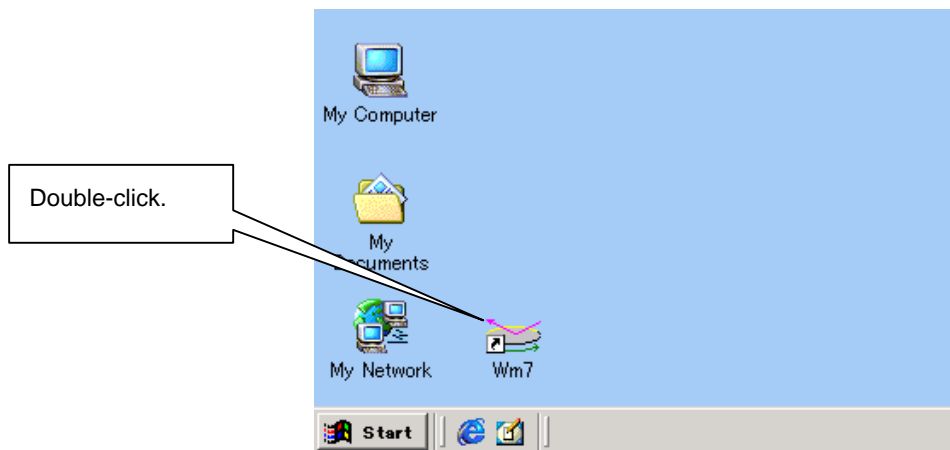 My Computer
Double-click.
My
Documents
My Network
Wm7
Start